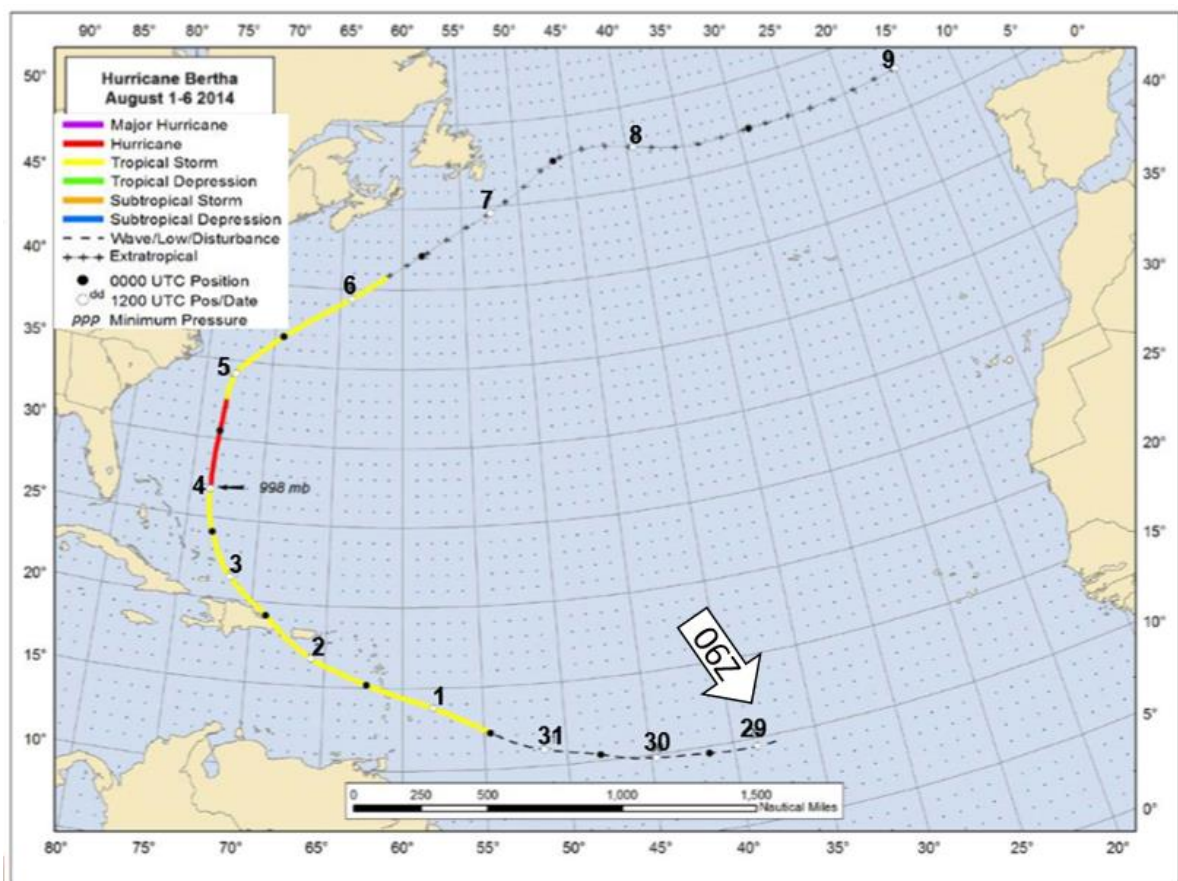 90° 85° 80° 75° 70° 65° 60° 55° 50° 45° 40° 35° 30° 25° 20° 15° 10° 5° 0°
Hurricane Bertha
August 1-6 2014
Major Hurricane
Hurricane
Tropical Storm
Tropical Depression
Subtropical Storm
Subtropical Depression
Wave/Low/Disturbance
Extratropical
0000 UTC Position
dd 1200 UTC Pos/Date
ppp Minimum Pressure
50°
45°
40°
35°
30°
25°
20°
15°
10°
40°
35°
30°
25°
20°
15°
10°
5°
0°
9
8
7
6
5
4
998 mb
3
2
1
31
30
29
06Z
0 250 500 1,000 1,500
Nautical Miles
80° 75° 70° 65° 60° 55° 50° 45° 40° 35° 30° 25° 20°